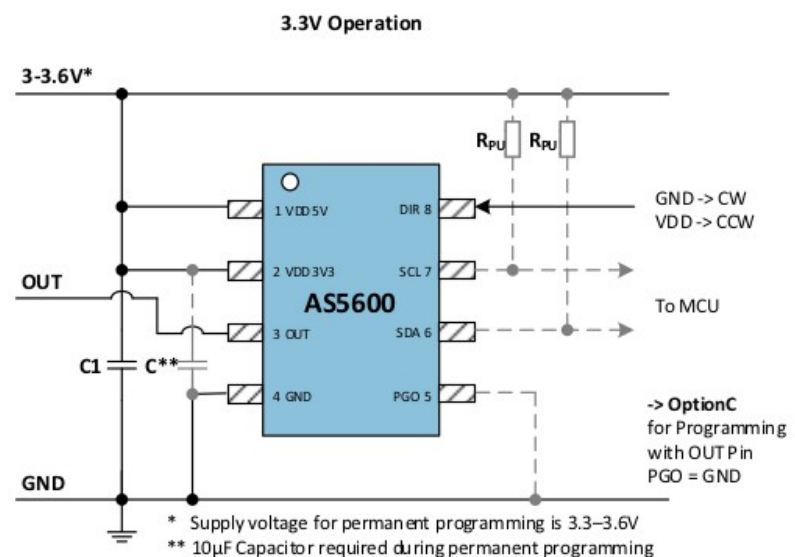 3.3V Operation
3-3.6V*
R_PU R_PU
1 VDD5V
DIR 8
GND -> CW
VDD -> CCW
2 VDD3V3
SCL 7
OUT
AS5600
To MCU
3 OUT
SDA 6
C1
C**
4 GND
PGO 5
-> OptionC
for Programming
with OUT Pin
PGO = GND
GND
* Supply voltage for permanent programming is 3.3–3.6V
** 10µF Capacitor required during permanent programming